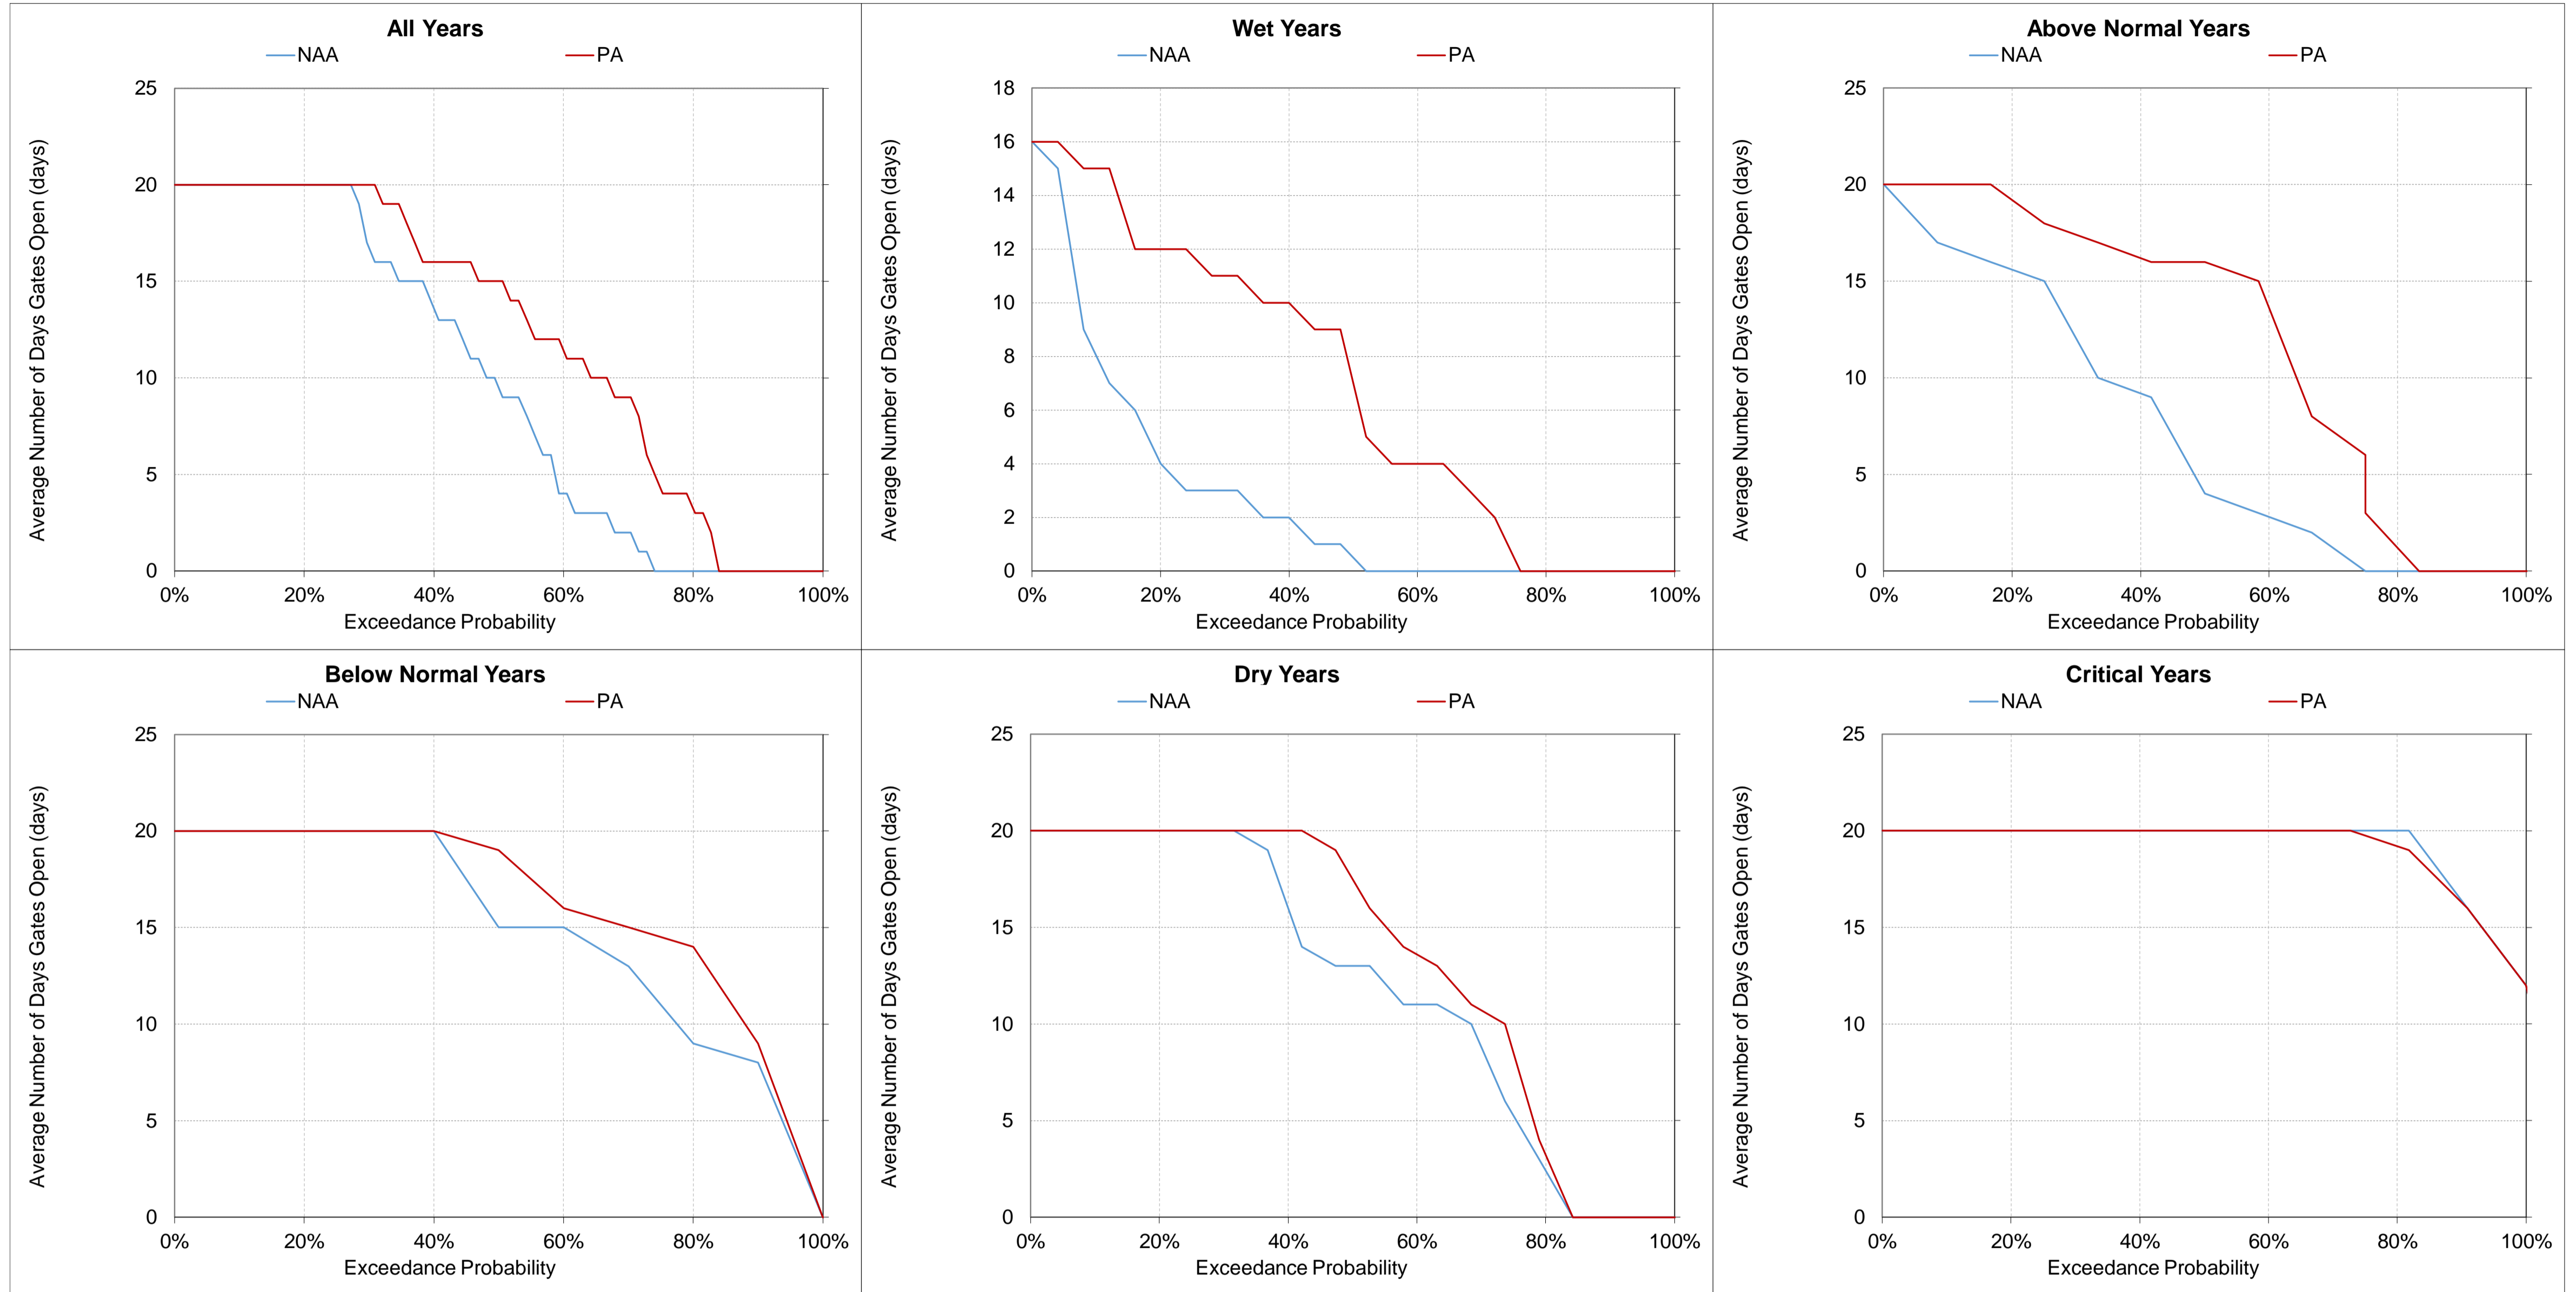 All Years
NAA PA
Average Number of Days Gates Open (days)
25
20
15
10
5
0
0% 20% 40% 60% 80% 100%
Exceedance Probability
Wet Years
NAA PA
Average Number of Days Gates Open (days)
18
16
14
12
10
8
6
4
2
0
0% 20% 40% 60% 80% 100%
Exceedance Probability
Above Normal Years
NAA PA
Average Number of Days Gates Open (days)
25
20
15
10
5
0
0% 20% 40% 60% 80% 100%
Exceedance Probability
Below Normal Years
NAA PA
Average Number of Days Gates Open (days)
25
20
15
10
5
0
0% 20% 40% 60% 80% 100%
Exceedance Probability
Dry Years
NAA PA
Average Number of Days Gates Open (days)
25
20
15
10
5
0
0% 20% 40% 60% 80% 100%
Exceedance Probability
Critical Years
NAA PA
Average Number of Days Gates Open (days)
25
20
15
10
5
0
0% 20% 40% 60% 80% 100%
Exceedance Probability